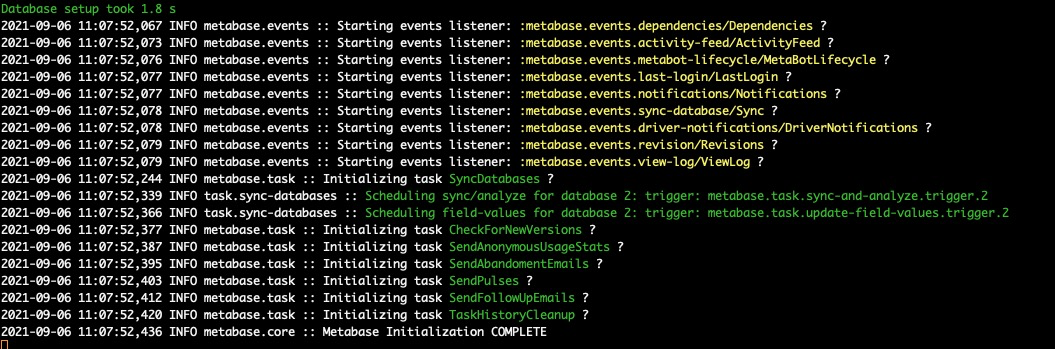 Database setup took 1.8 s
2021-09-06 11:07:52,067 INFO metabase.events :: Starting events listener: :metabase.events.dependencies/Dependencies ?
2021-09-06 11:07:52,073 INFO metabase.events :: Starting events listener: :metabase.events.activity-feed/ActivityFeed ?
2021-09-06 11:07:52,076 INFO metabase.events :: Starting events listener: :metabase.events.metabot-lifecycle/MetaBotLifecycle ?
2021-09-06 11:07:52,077 INFO metabase.events :: Starting events listener: :metabase.events.last-login/LastLogin ?
2021-09-06 11:07:52,077 INFO metabase.events :: Starting events listener: :metabase.events.notifications/Notifications ?
2021-09-06 11:07:52,078 INFO metabase.events :: Starting events listener: :metabase.events.sync-database/Sync ?
2021-09-06 11:07:52,078 INFO metabase.events :: Starting events listener: :metabase.events.driver-notifications/DriverNotifications ?
2021-09-06 11:07:52,079 INFO metabase.events :: Starting events listener: :metabase.events.revision/Revisions ?
2021-09-06 11:07:52,079 INFO metabase.events :: Starting events listener: :metabase.events.view-log/ViewLog ?
2021-09-06 11:07:52,244 INFO metabase.task :: Initializing task SyncDatabases ?
2021-09-06 11:07:52,339 INFO task.sync-databases :: Scheduling sync/analyze for database 2: trigger: metabase.task.sync-and-analyze.trigger.2
2021-09-06 11:07:52,366 INFO task.sync-databases :: Scheduling field-values for database 2: trigger: metabase.task.update-field-values.trigger.2
2021-09-06 11:07:52,377 INFO metabase.task :: Initializing task CheckForNewVersions ?
2021-09-06 11:07:52,387 INFO metabase.task :: Initializing task SendAnonymousUsageStats ?
2021-09-06 11:07:52,395 INFO metabase.task :: Initializing task SendAbandomentEmails ?
2021-09-06 11:07:52,403 INFO metabase.task :: Initializing task SendPulses ?
2021-09-06 11:07:52,412 INFO metabase.task :: Initializing task SendFollowUpEmails ?
2021-09-06 11:07:52,420 INFO metabase.task :: Initializing task TaskHistoryCleanup ?
2021-09-06 11:07:52,436 INFO metabase.core :: Metabase Initialization COMPLETE